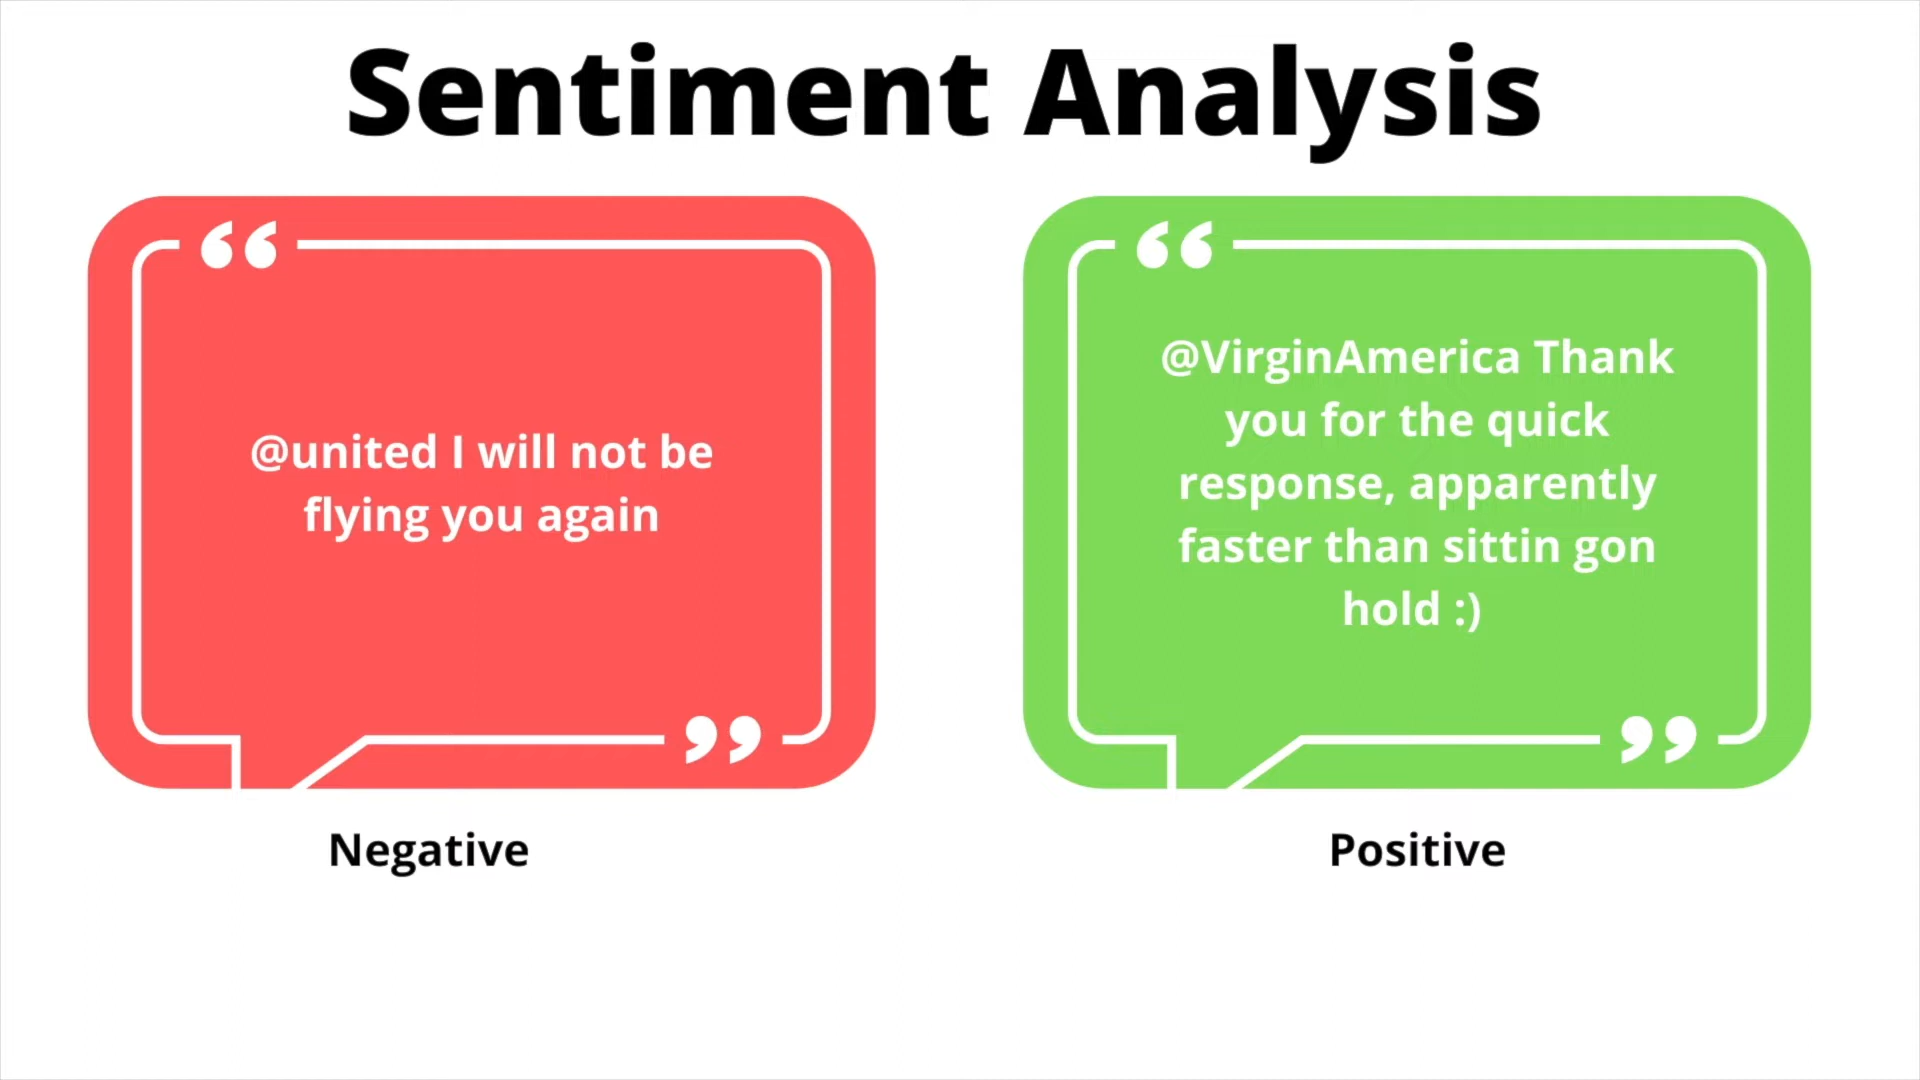 Sentiment Analysis
@united I will not be
flying you again
Negative
@VirginAmerica Thank
you for the quick
response, apparently
faster than sittin gon
hold :)
Positive